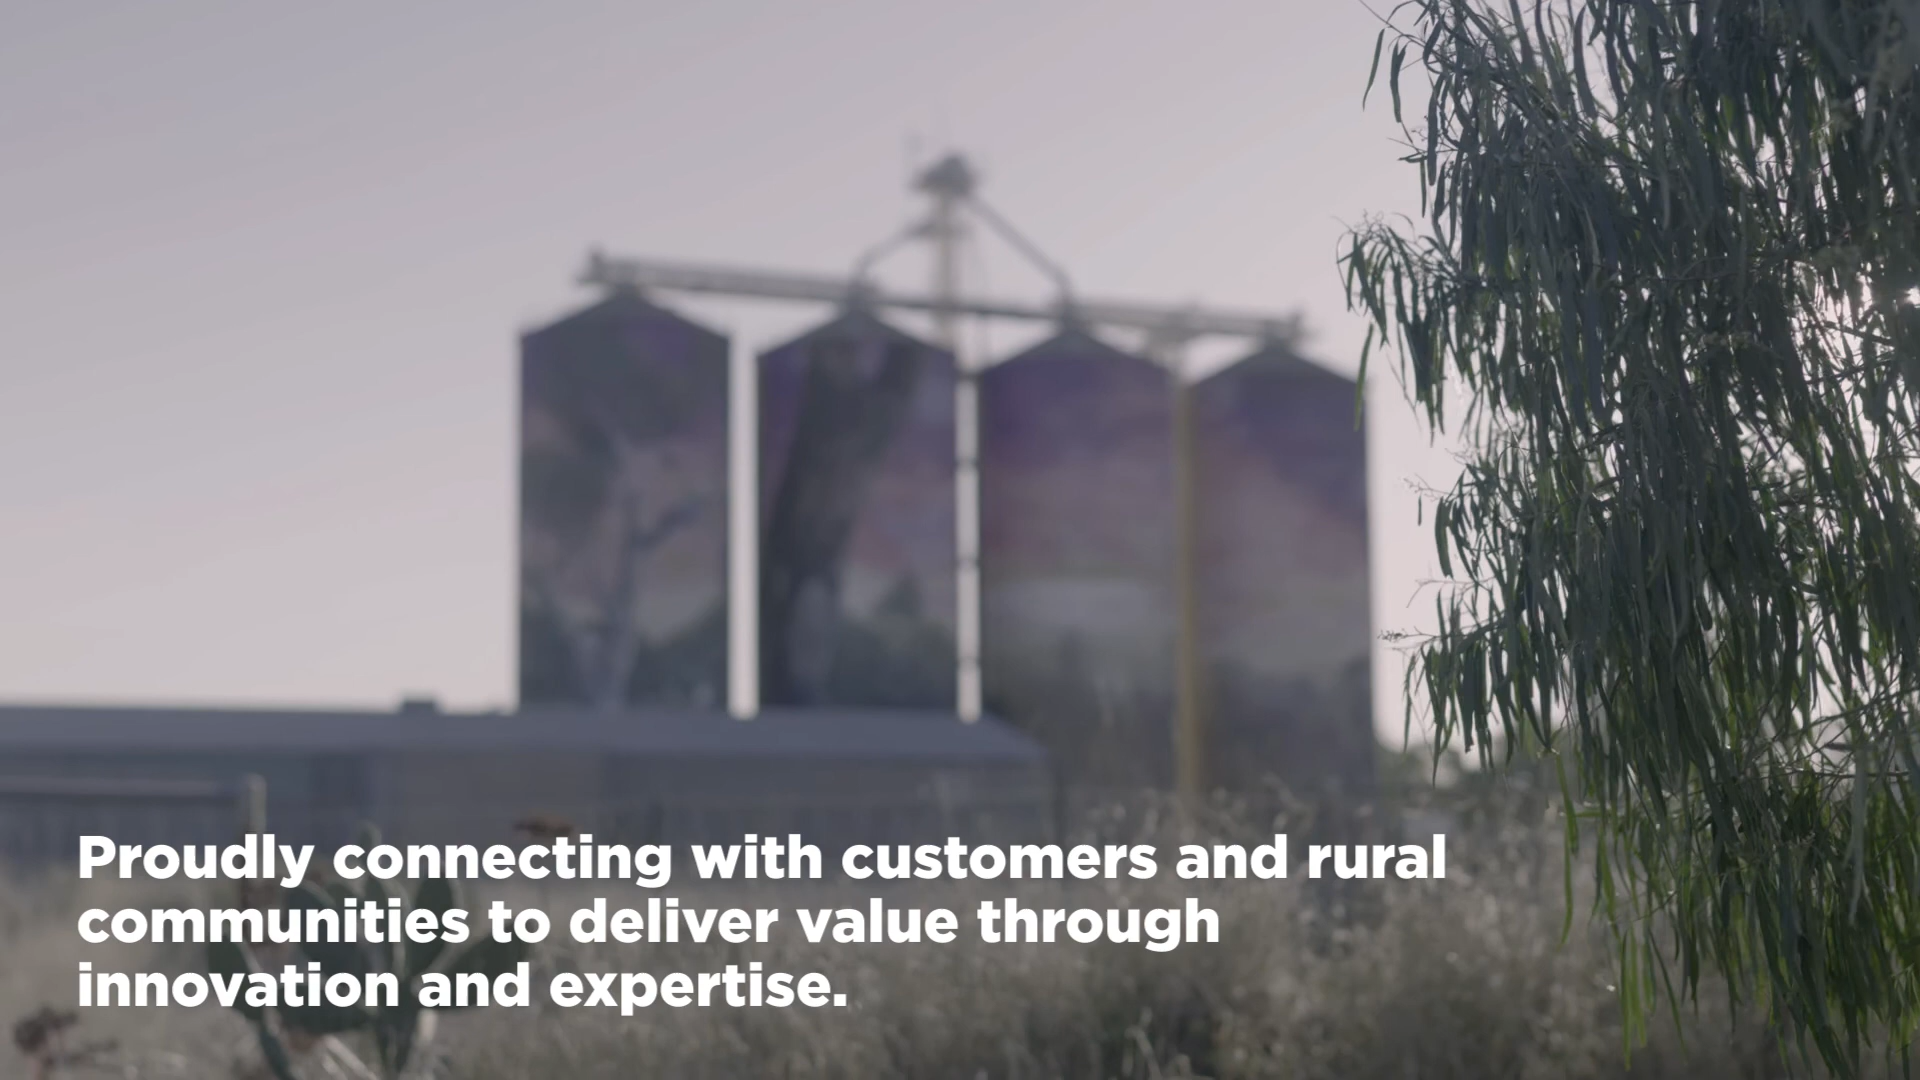 Proudly connecting with customers and rural
communities to deliver value through
innovation and expertise.